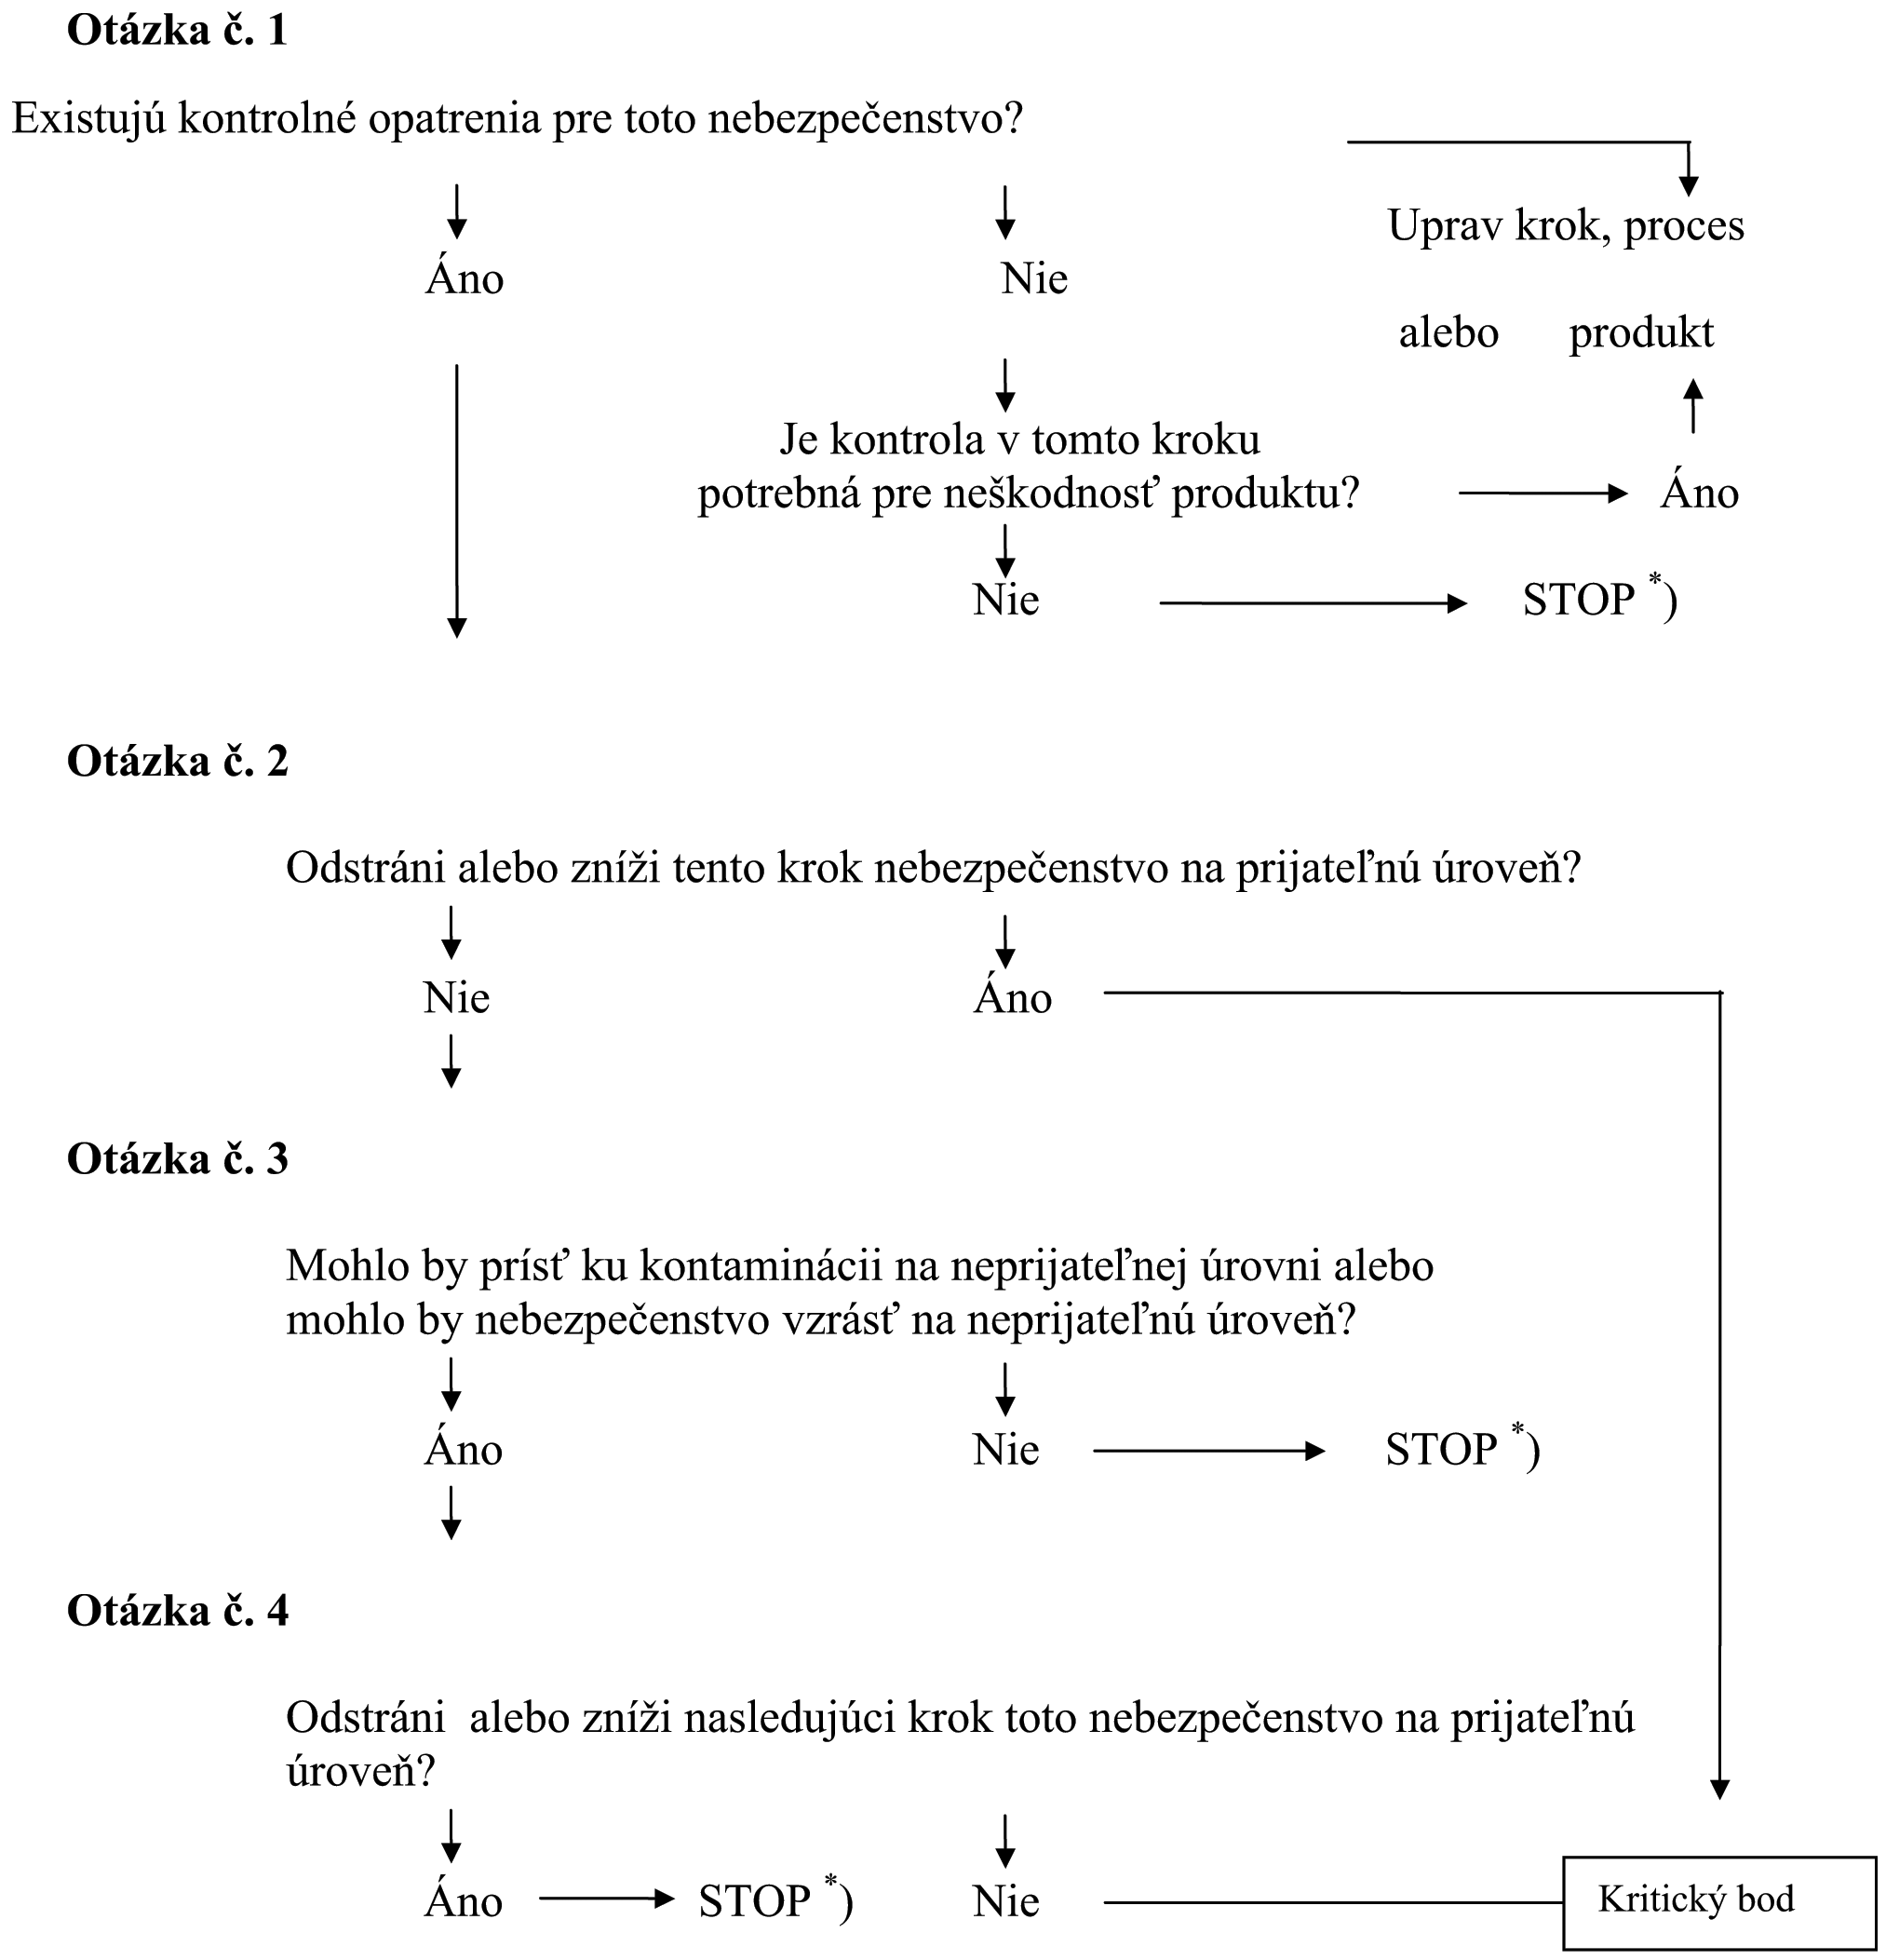 Otázka č. 1
Existujú kontrolné opatrenia pre toto nebezpečenstvo?
Uprav krok, proces
Áno Nie
alebo produkt
Je kontrola v tomto kroku
potrebná pre neškodnosť produktu? Áno
Nie STOP *)
Otázka č. 2
Odstráni alebo zníži tento krok nebezpečenstvo na prijateľnú úroveň?
Nie Áno
Otázka č. 3
Mohlo by prísť ku kontaminácii na neprijateľnej úrovni alebo
mohlo by nebezpečenstvo vzrásť na neprijateľnú úroveň?
Áno Nie STOP *)
Otázka č. 4
Odstráni alebo zníži nasledujúci krok toto nebezpečenstvo na prijateľnú
úroveň?
Áno STOP *) Nie Kritický bod